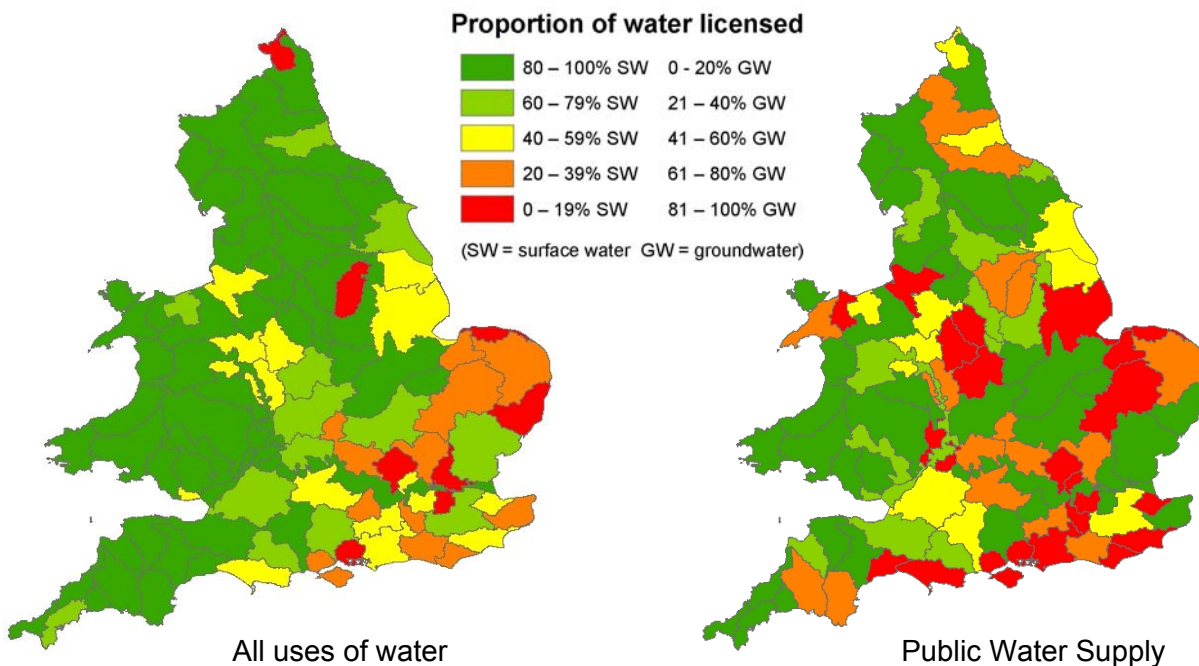 Proportion of water licensed
80 – 100% SW 0 - 20% GW
60 – 79% SW 21 – 40% GW
40 – 59% SW 41 – 60% GW
20 – 39% SW 61 – 80% GW
0 – 19% SW 81 – 100% GW
(SW = surface water GW = groundwater)
All uses of water
Public Water Supply